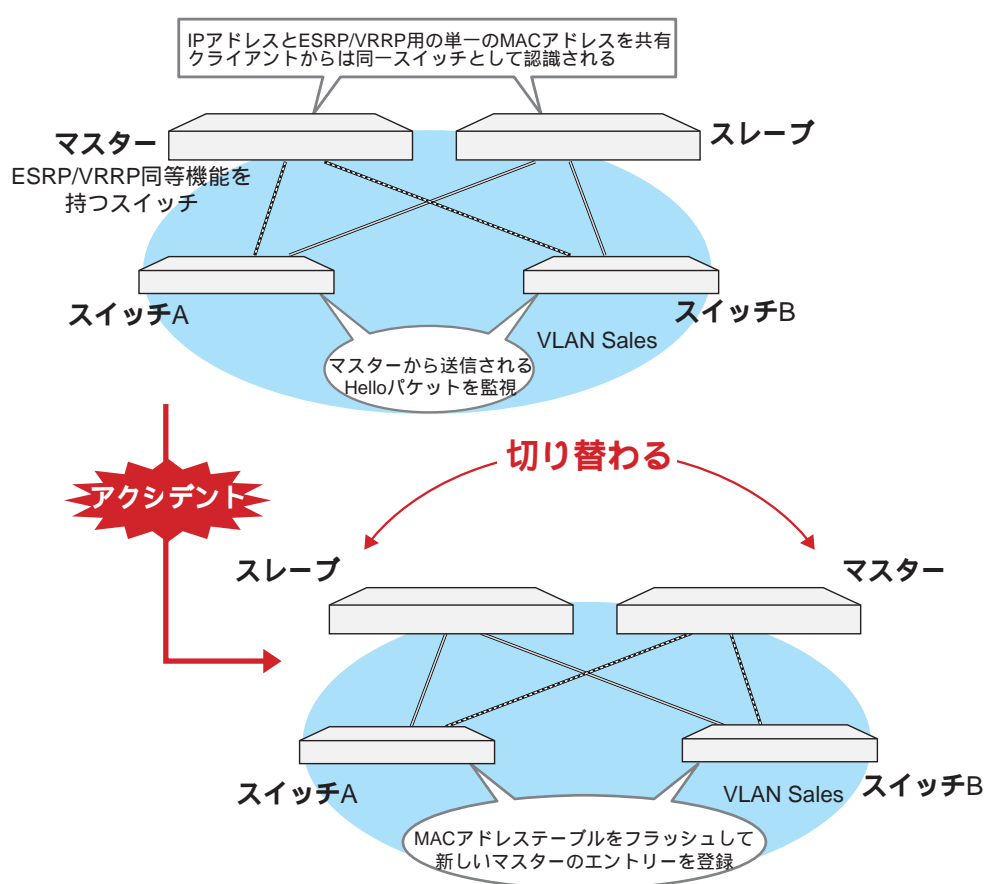 IPアドレスとESRP/VRRP用の単一のMACアドレスを共有
クライアントからは同一スイッチとして認識される
マスター
スレーブ
ESRP/VRRP同等機能を
持つスイッチ
スイッチA
スイッチB
VLAN Sales
マスターから送信される
Helloパケットを監視
切り替わる
アクシデント
スレーブ
マスター
スイッチA
VLAN Sales
スイッチB
MACアドレステーブルをフラッシュして
新しいマスターのエントリーを登録